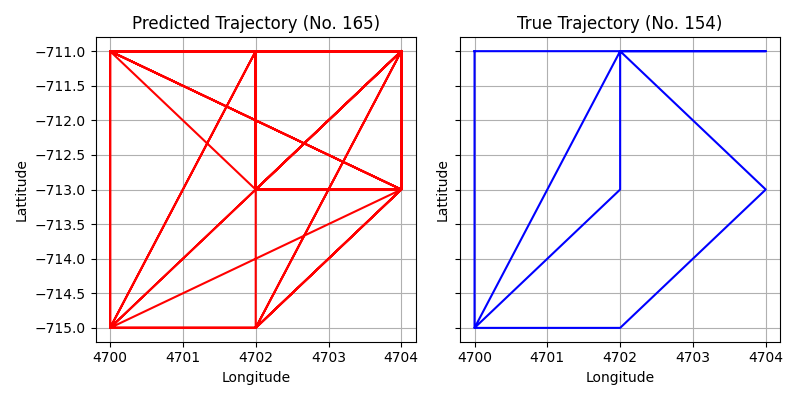 Predicted Trajectory (No. 165)
True Trajectory (No. 154)
−711.0
−711.5
−712.0
−712.5
−713.0
−713.5
−714.0
−714.5
−715.0
Lattitude
Lattitude
4700 4701 4702 4703 4704
4700 4701 4702 4703 4704
Longitude
Longitude